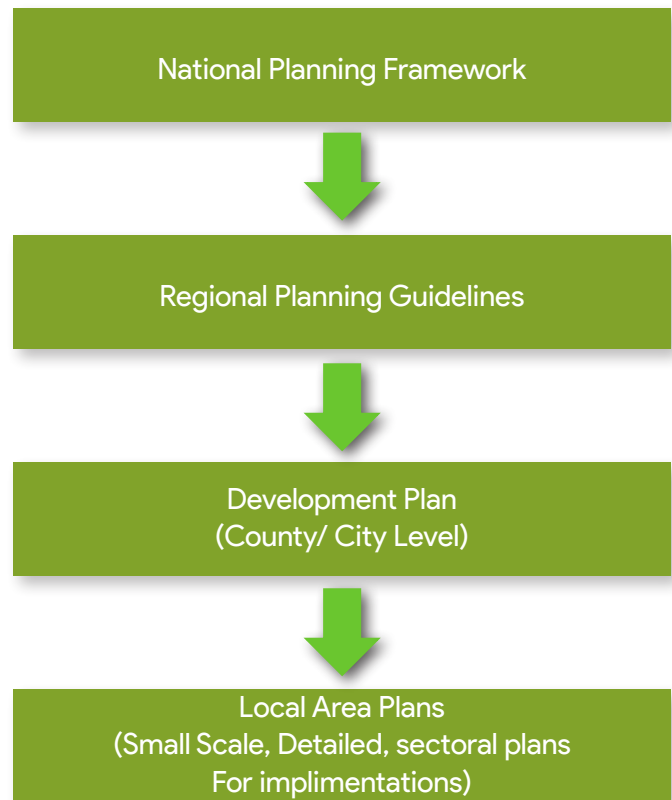 National Planning Framework
Regional Planning Guidelines
Development Plan
(County/ City Level)
Local Area Plans
(Small Scale, Detailed, sectoral plans
For implimentations)